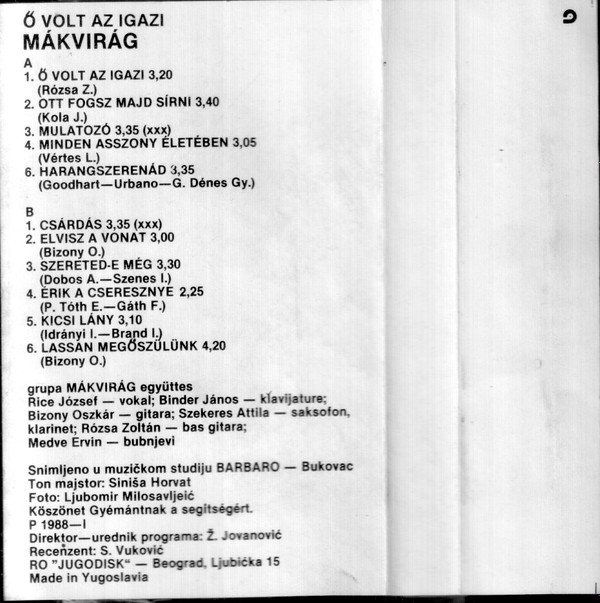 Ő VOLT AZ IGAZI
MÁKVIRÁG
A
1. Ő VOLT AZ IGAZI 3,20
(Rózsa Z.)
2. OTT FOGSZ MAJD SÍRNI 3,40
(Kola J.)
3. MULATOZÓ 3,35 (xxx)
4. MINDEN ASSZONY ÉLETÉBEN 3,05
(Vértes L.)
6. HARANGSZERENÁD 3,35
(Goodhart—Urbano—G. Dénes Gy.)
B
1. CSÁRDÁS 3,35 (xxx)
2. ELVISZ A VONAT 3,00
(Bizony O.)
3. SZERETED-E MÉG 3,30
(Dobos A.—Szenes I.)
4. ÉRIK A CSERESZNYE 2,25
(P. Tóth E.—Gáth F.)
5. KICSI LÁNY 3,10
(Idrányi I.—Brand I.)
6. LASSAN MEGŐSZÜLÜNK 4,20
(Bizony O.)
grupa MÁKVIRÁG együttes
Rice József — vokal; Binder János — klavijature;
Bizony Oszkár — gitara; Szekeres Attila — saksofon,
klarinet; Rózsa Zoltán — bas gitara;
Medve Ervin — bubnjevi
Snimljeno u muzičkom studiju BARBARO — Bukovac
Ton majstor: Siniša Horvat
Foto: Ljubomir Milosavljeić
Köszönet Gyémántnak a segitségért.
P 1988—I
Direktor—urednik programa: Ž. Jovanović
Recenzent: S. Vuković
RO "JUGODISK" — Beograd, Ljubićka 15
Made in Yugoslavia